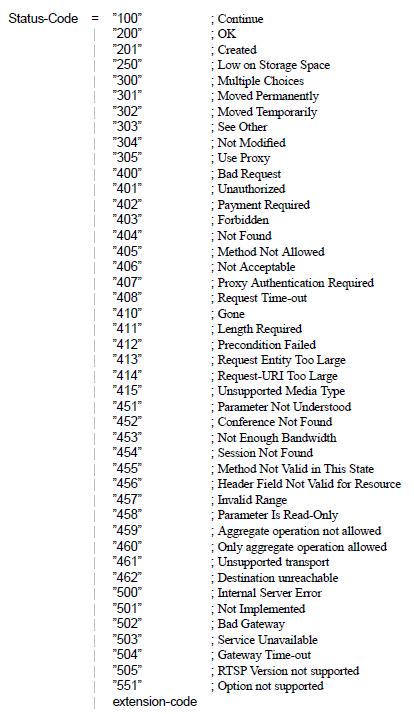 Status-Code = "100" ; Continue
| "200" ; OK
| "201" ; Created
| "250" ; Low on Storage Space
| "300" ; Multiple Choices
| "301" ; Moved Permanently
| "302" ; Moved Temporarily
| "303" ; See Other
| "304" ; Not Modified
| "305" ; Use Proxy
| "400" ; Bad Request
| "401" ; Unauthorized
| "402" ; Payment Required
| "403" ; Forbidden
| "404" ; Not Found
| "405" ; Method Not Allowed
| "406" ; Not Acceptable
| "407" ; Proxy Authentication Required
| "408" ; Request Time-out
| "410" ; Gone
| "411" ; Length Required
| "412" ; Precondition Failed
| "413" ; Request Entity Too Large
| "414" ; Request-URI Too Large
| "415" ; Unsupported Media Type
| "451" ; Parameter Not Understood
| "452" ; Conference Not Found
| "453" ; Not Enough Bandwidth
| "454" ; Session Not Found
| "455" ; Method Not Valid in This State
| "456" ; Header Field Not Valid for Resource
| "457" ; Invalid Range
| "458" ; Parameter Is Read-Only
| "459" ; Aggregate operation not allowed
| "460" ; Only aggregate operation allowed
| "461" ; Unsupported transport
| "462" ; Destination unreachable
| "500" ; Internal Server Error
| "501" ; Not Implemented
| "502" ; Bad Gateway
| "503" ; Service Unavailable
| "504" ; Gateway Time-out
| "505" ; RTSP Version not supported
| "551" ; Option not supported
| extension-code